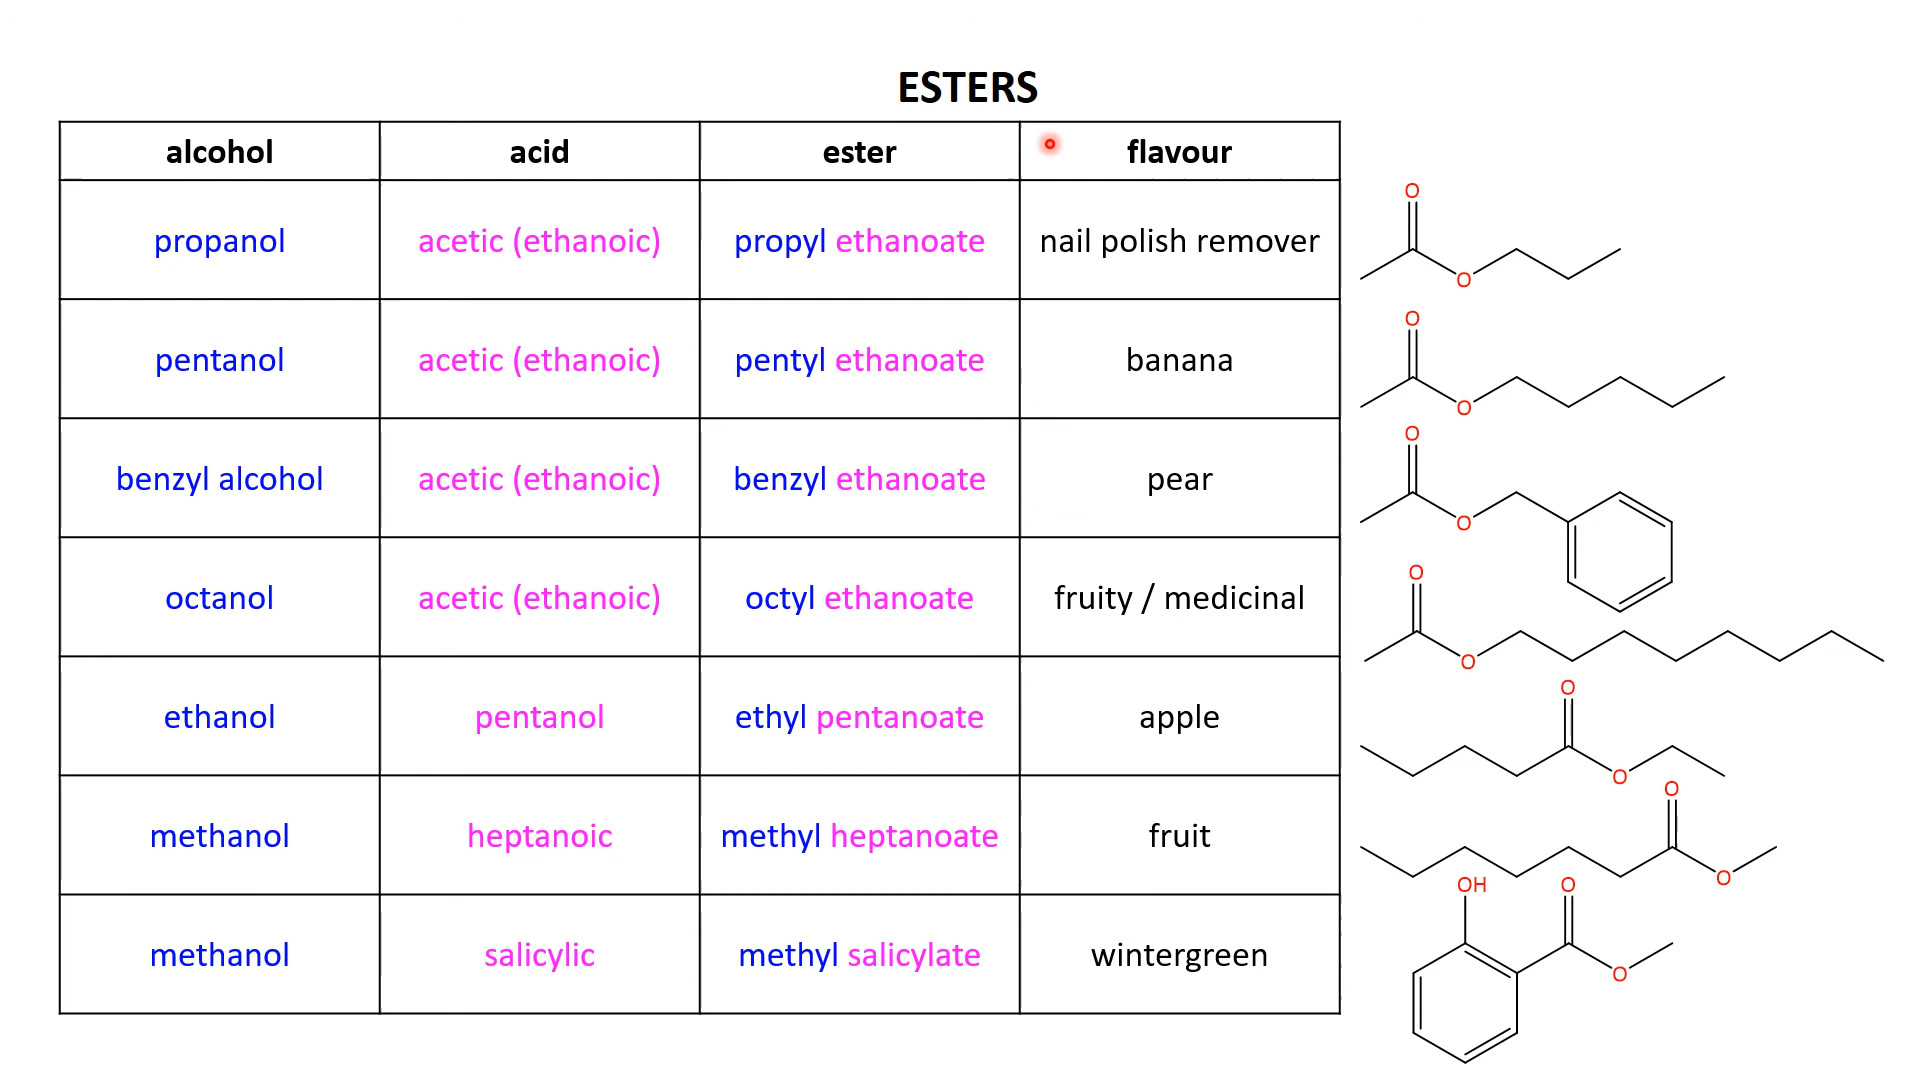 ESTERS
alcohol acid ester flavour
propanol acetic (ethanoic) propyl ethanoate nail polish remover
pentanol acetic (ethanoic) pentyl ethanoate banana
benzyl alcohol acetic (ethanoic) benzyl ethanoate pear
octanol acetic (ethanoic) octyl ethanoate fruity / medicinal
ethanol pentanol ethyl pentanoate apple
methanol heptanoic methyl heptanoate fruit
methanol salicylic methyl salicylate wintergreen
O
O
O
O
O
O
O
O
O
O
O
O
OH O
O